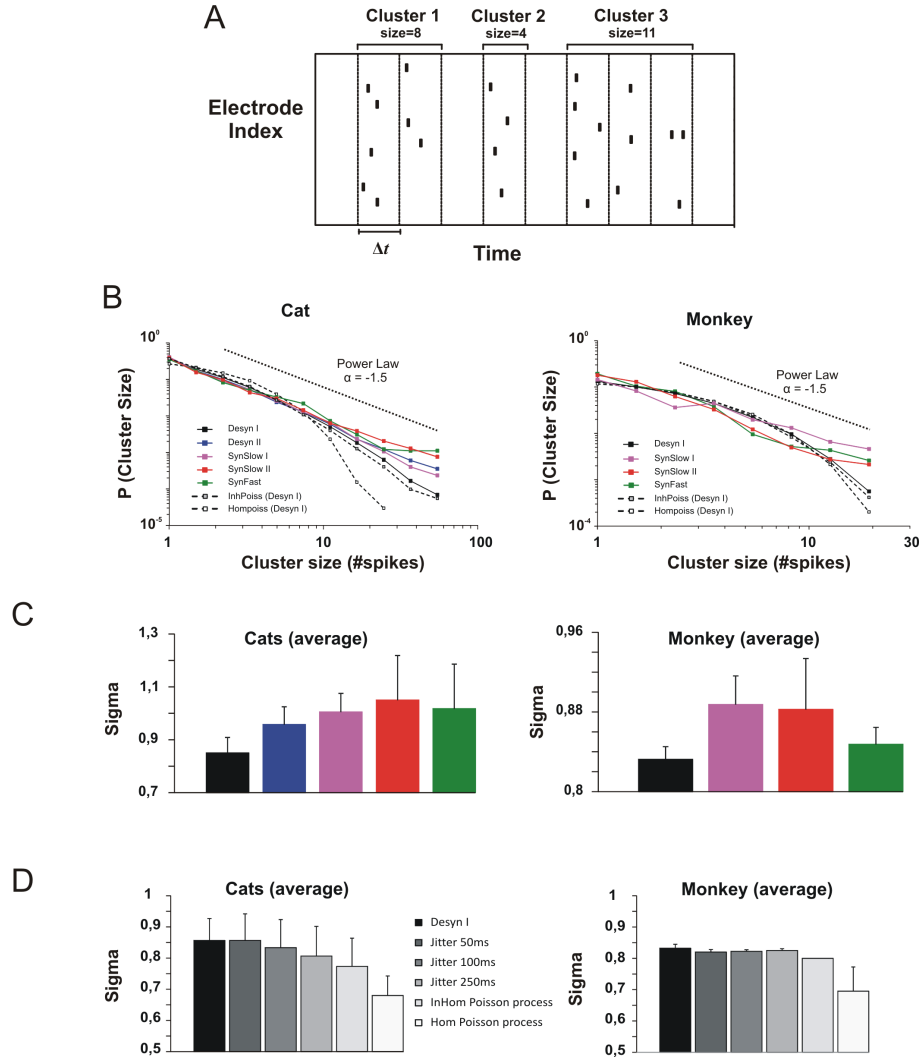 A
Cluster 1
size=8
Cluster 2
size=4
Cluster 3
size=11
Electrode
Index
Δt
Time
B
Cat
10^0
10^-5
P (Cluster Size)
Power Law
α = -1.5
Desyn I
Desyn II
SynSlow I
SynSlow II
SynFast
InhPoiss (Desyn I)
Hompoiss (Desyn I)
1
10
100
Cluster size (#spikes)
Monkey
10^0
10^-4
P (Cluster Size)
Power Law
α = -1.5
Desyn I
SynSlow I
SynSlow II
SynFast
InhPoiss (Desyn I)
Hompoiss (Desyn I)
1
10
30
Cluster size (#spikes)
C
Cats (average)
Sigma
1,3
1,1
0,9
0,7
Monkey (average)
Sigma
0,96
0,88
0,8
D
Cats (average)
Sigma
1
0,9
0,8
0,7
0,6
0,5
Desyn I
Jitter 50ms
Jitter 100ms
Jitter 250ms
InHom Poisson process
Hom Poisson process
Monkey (average)
Sigma
1
0,9
0,8
0,7
0,6
0,5